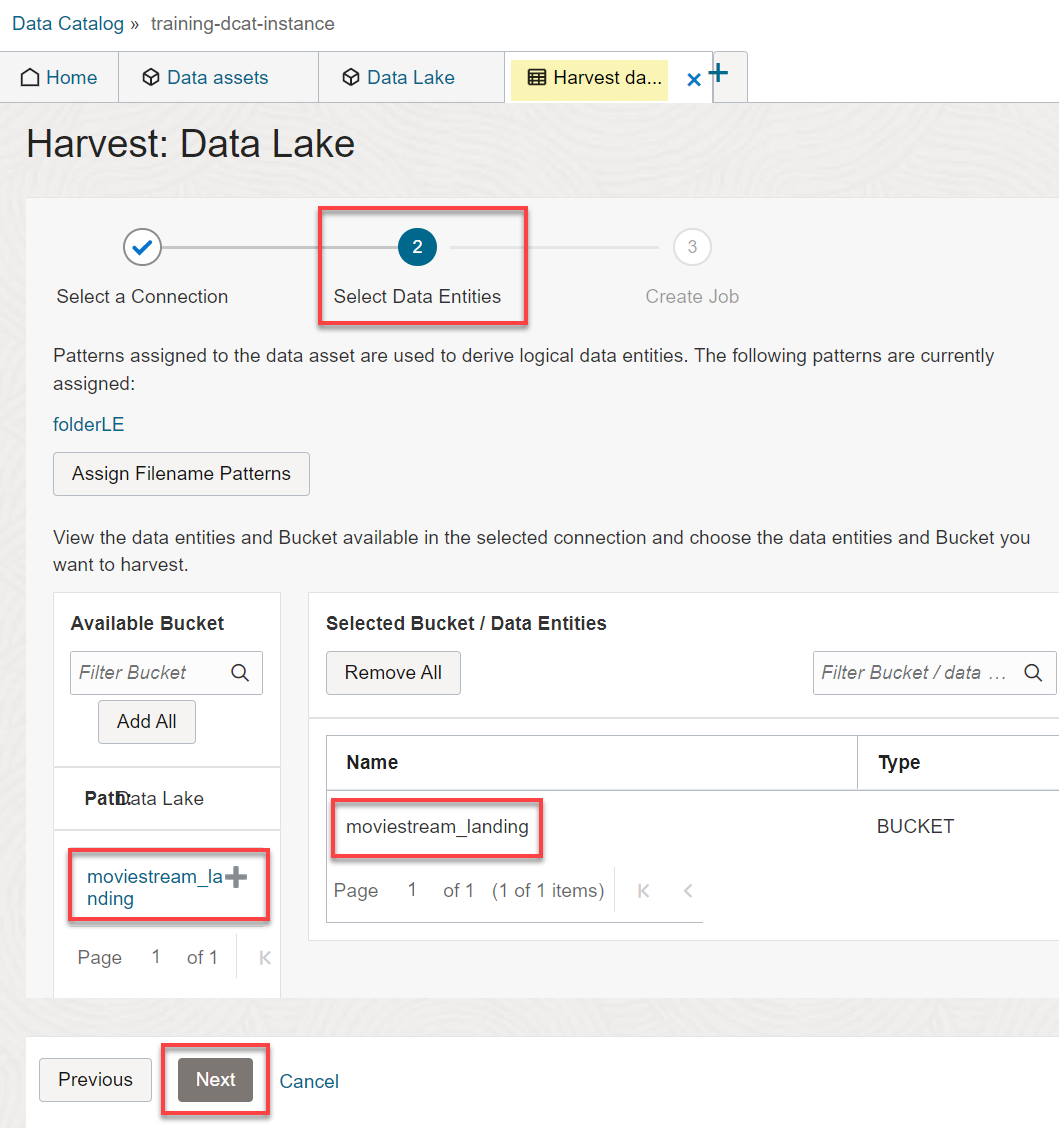 Data Catalog » training-dcat-instance
Home Data assets Data Lake Harvest da...
Harvest: Data Lake
2 3
Select a Connection Select Data Entities Create Job
Patterns assigned to the data asset are used to derive logical data entities. The following patterns are currently
assigned:
folderLE
Assign Filename Patterns
View the data entities and Bucket available in the selected connection and choose the data entities and Bucket you
want to harvest.
Available Bucket
Filter Bucket
Add All
Path: Data Lake
moviestream_la
nding
Page 1 of 1
Selected Bucket / Data Entities
Remove All Filter Bucket / data ...
Name Type
moviestream_landing BUCKET
Page 1 of 1 (1 of 1 items)
Previous Next Cancel